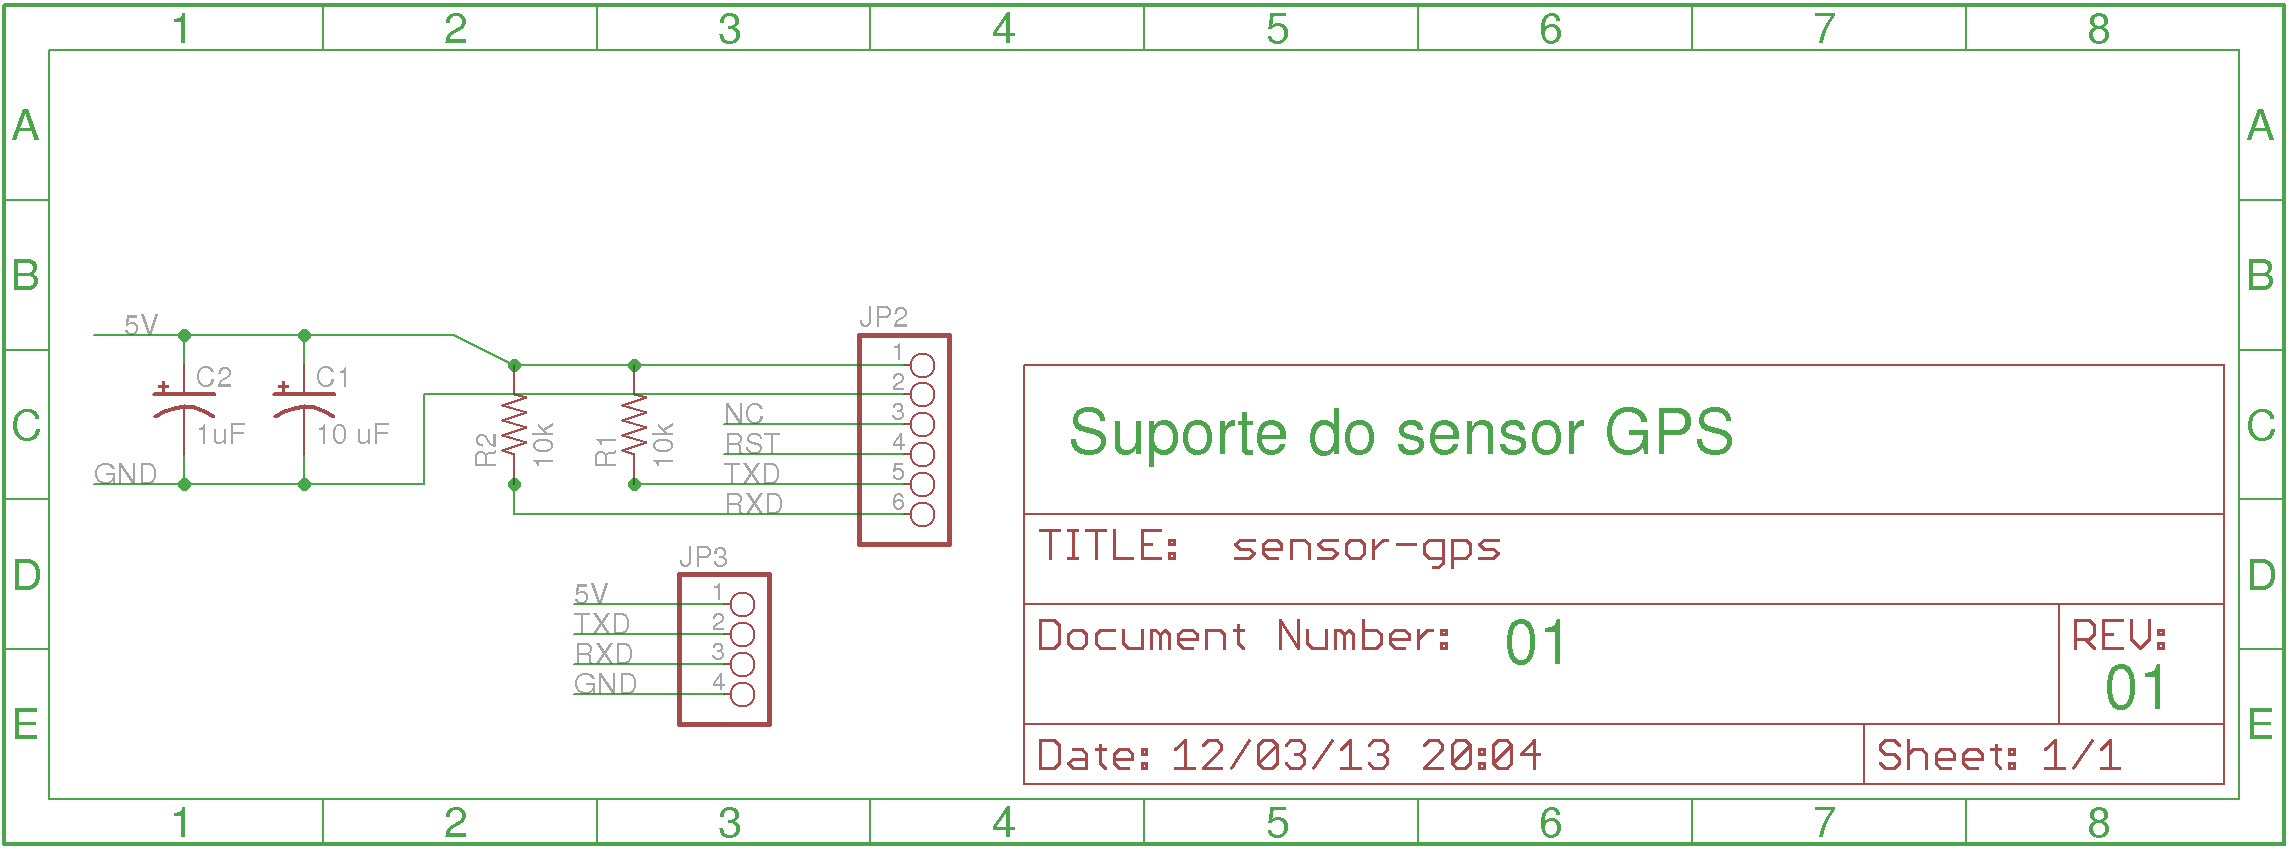 1 2 3 4 5 6 7 8
A A
B B
C C
D D
E E
5V
C2
1uF
C1
10 uF
GND
R2
10k
R1
10k
JP2
1
2
NC 3
RST 4
TXD 5
RXD 6
JP3
5V 1
TXD 2
RXD 3
GND 4
Suporte do sensor GPS
TITLE: sensor-gps
Document Number: 01
REV:
01
Date: 12/03/13 20:04
Sheet: 1/1
1 2 3 4 5 6 7 8